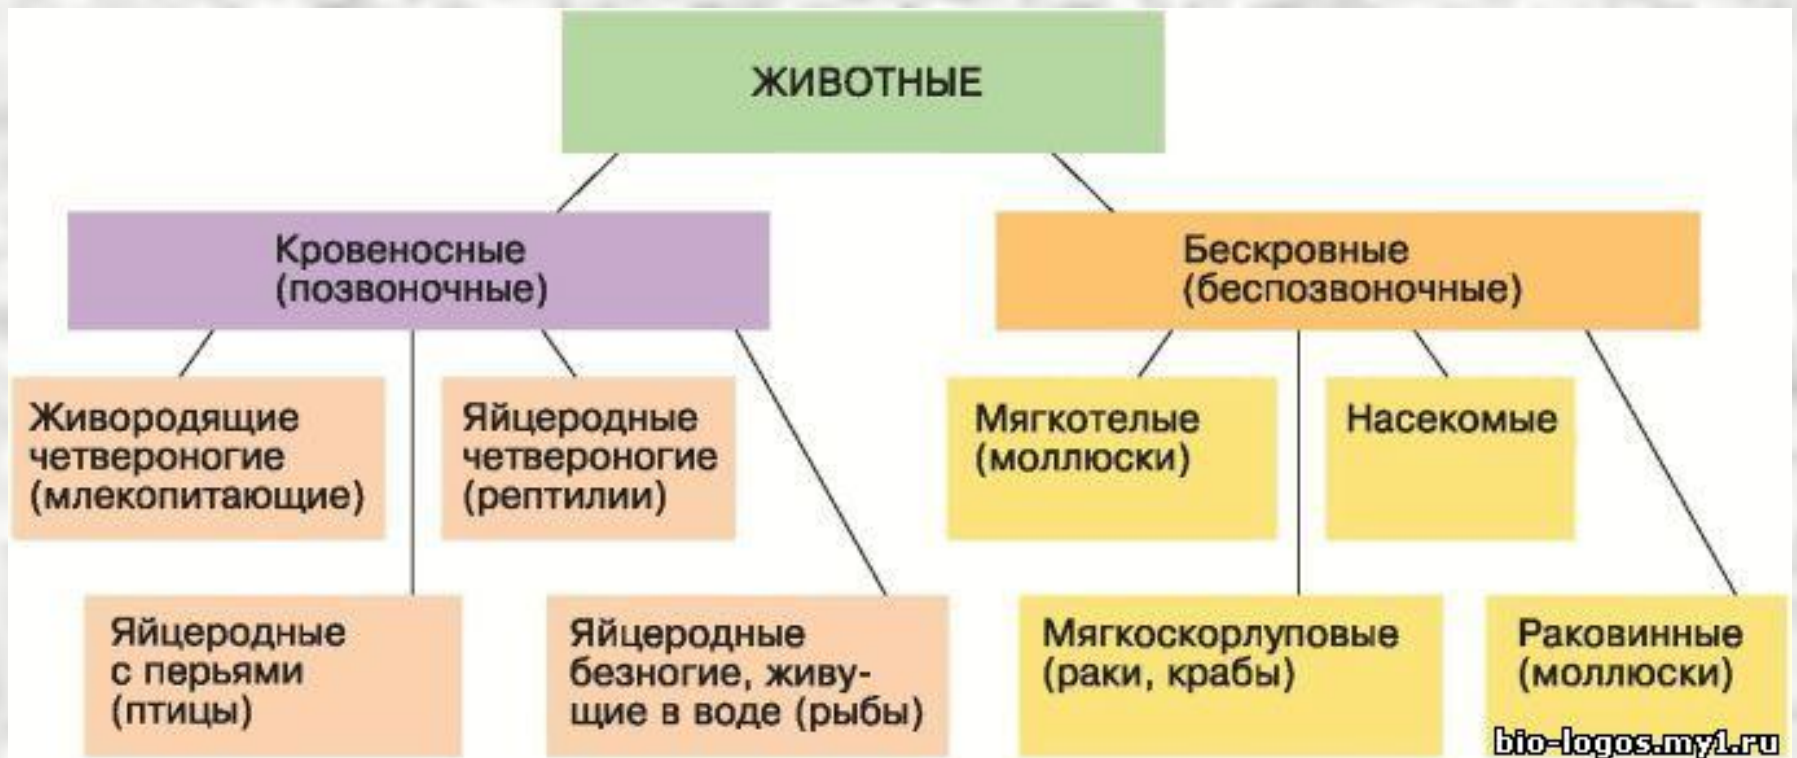 ЖИВОТНЫЕ
Кровеносные
(позвоночные)
Бескровные
(беспозвоночные)
Живородящие
четвероногие
(млекопитающие)
Яйцеродные
четвероногие
(рептилии)
Мягкотелые
(моллюски)
Насекомые
Яйцеродные
с перьями
(птицы)
Яйцеродные
безногие, живу-
щие в воде (рыбы)
Мягкоскорлуповые
(раки, крабы)
Раковинные
(моллюски)
bio-logos.my1.ru